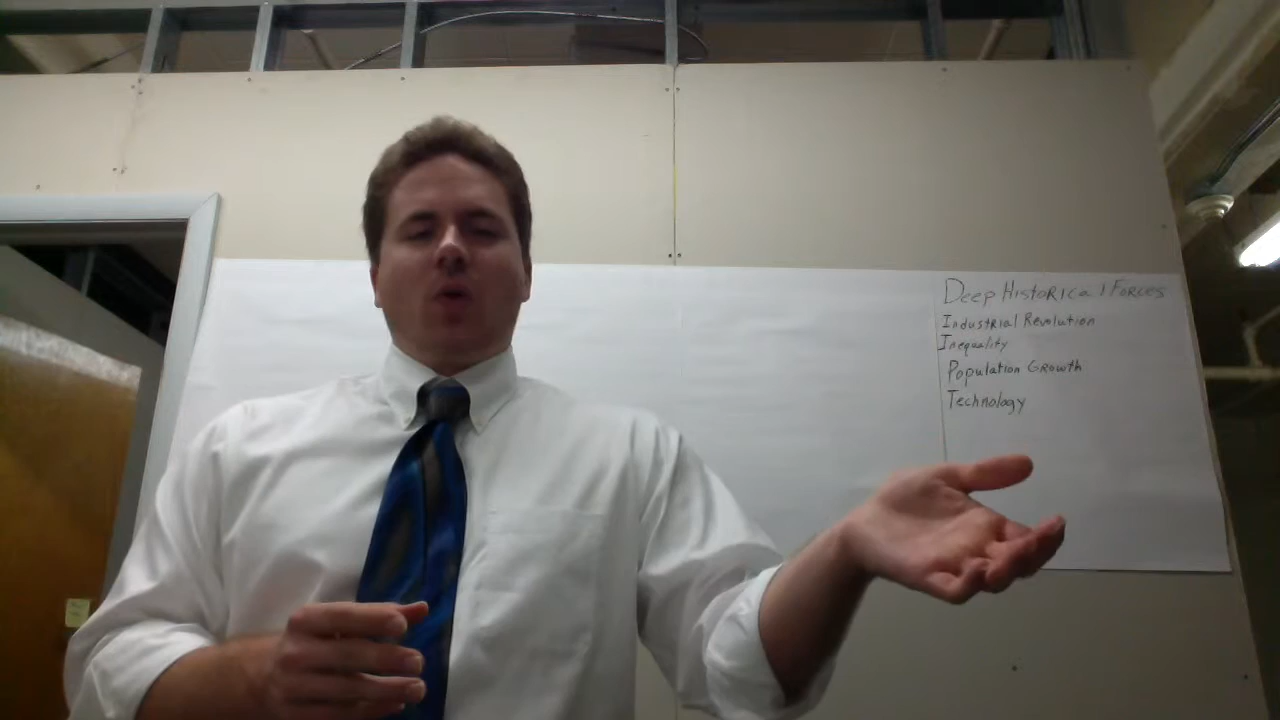 Deep Historical Forces
Industrial Revolution
Inequality
Population Growth
Technology